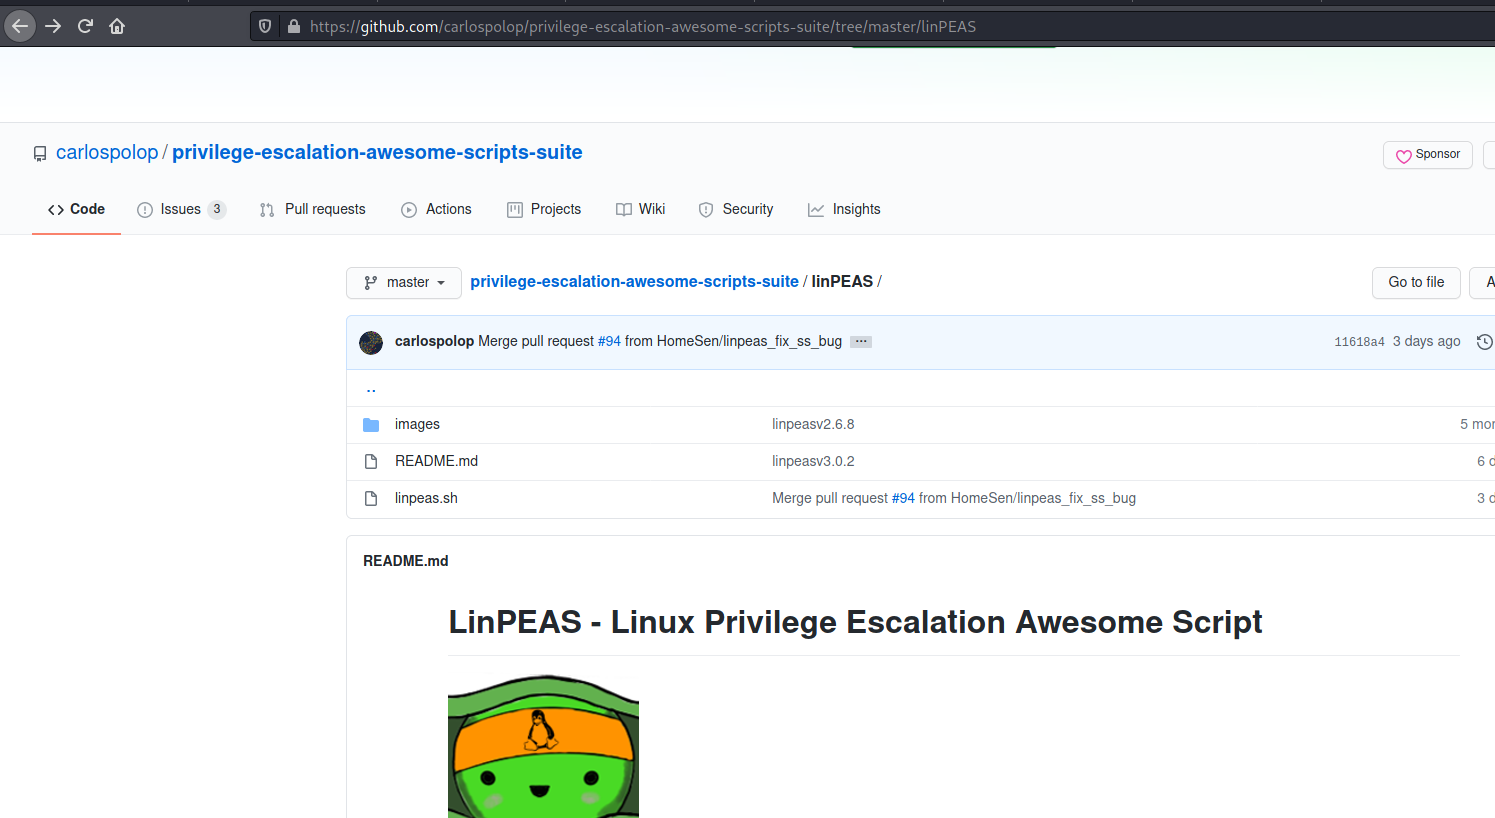 https://github.com/carlospolop/privilege-escalation-awesome-scripts-suite/tree/master/linPEAS
carlospolop / privilege-escalation-awesome-scripts-suite
Sponsor
Code
Issues 3
Pull requests
Actions
Projects
Wiki
Security
Insights
master
privilege-escalation-awesome-scripts-suite / linPEAS /
Go to file
A
carlospolop Merge pull request #94 from HomeSen/linpeas_fix_ss_bug ...
11618a4 3 days ago
..
images linpeasv2.6.8 5 mor
README.md linpeasv3.0.2 6 d
linpeas.sh Merge pull request #94 from HomeSen/linpeas_fix_ss_bug 3 d
README.md
LinPEAS - Linux Privilege Escalation Awesome Script